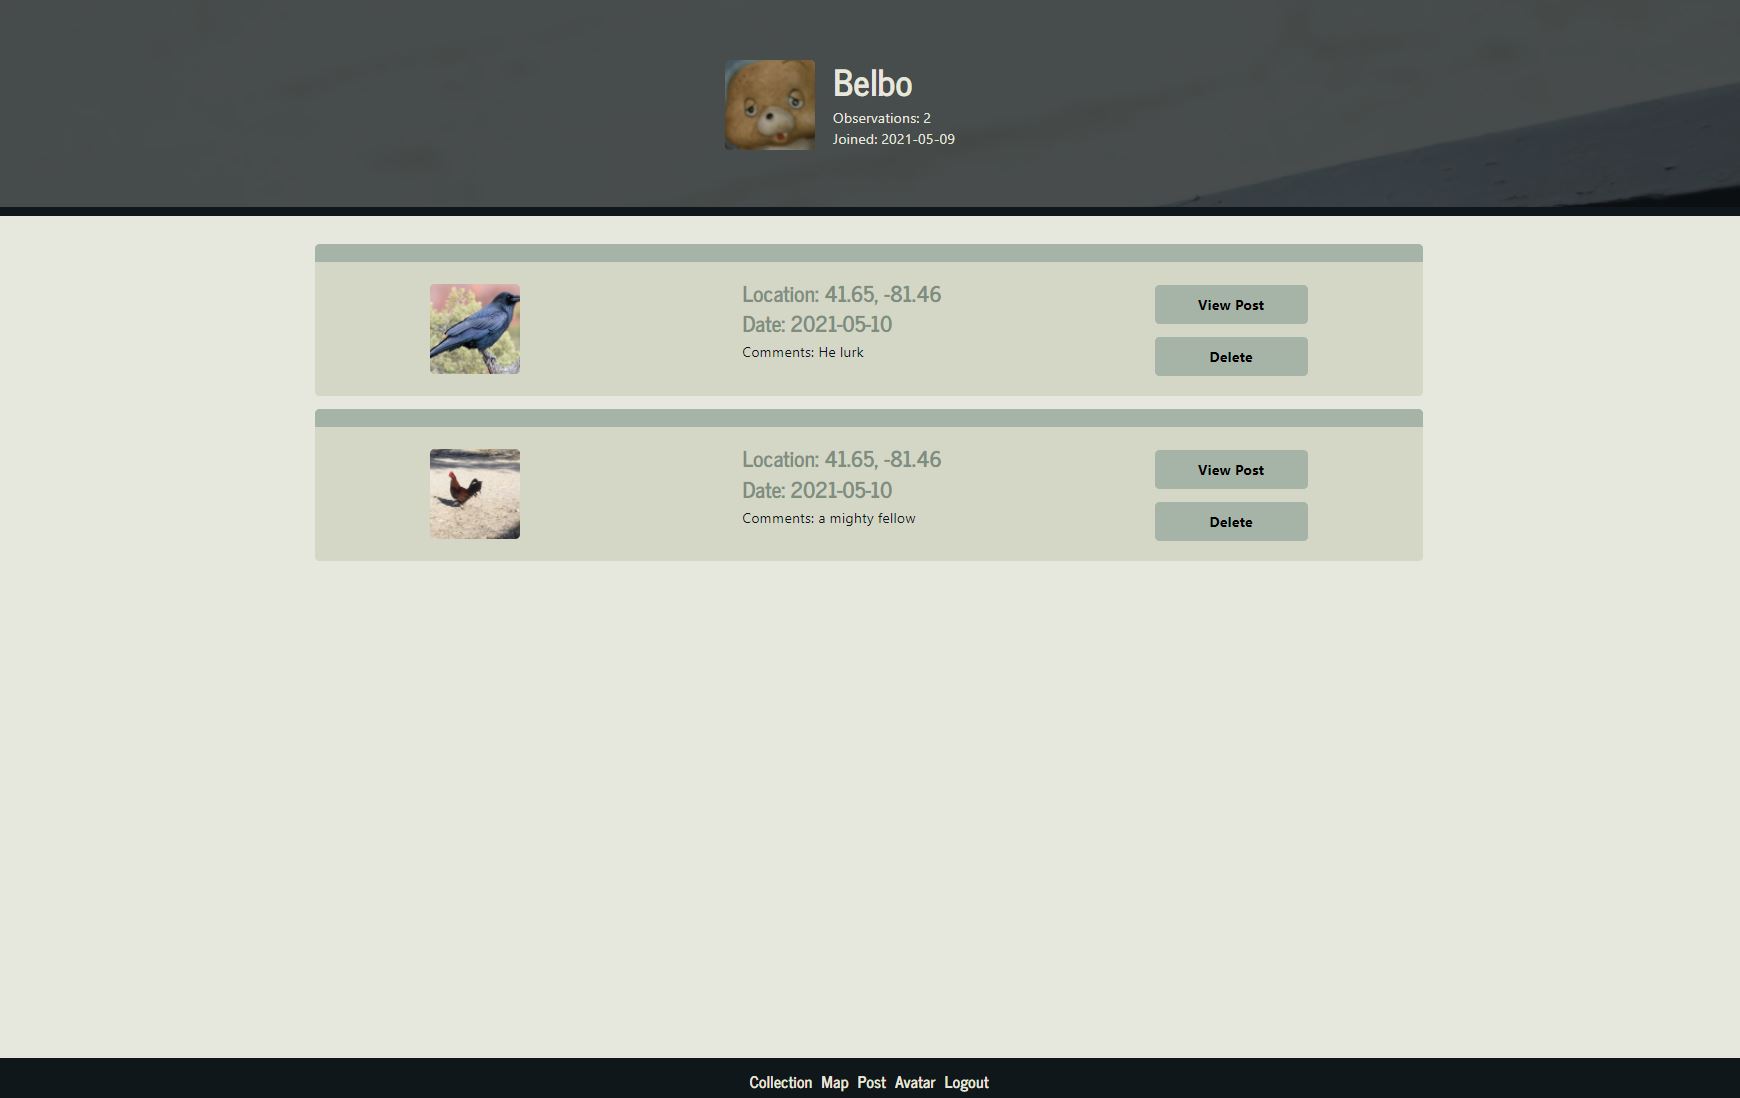 Belbo
Observations: 2
Joined: 2021-05-09
Location: 41.65, -81.46
Date: 2021-05-10
Comments: He lurk
View Post
Delete
Location: 41.65, -81.46
Date: 2021-05-10
Comments: a mighty fellow
View Post
Delete
Collection Map Post Avatar Logout